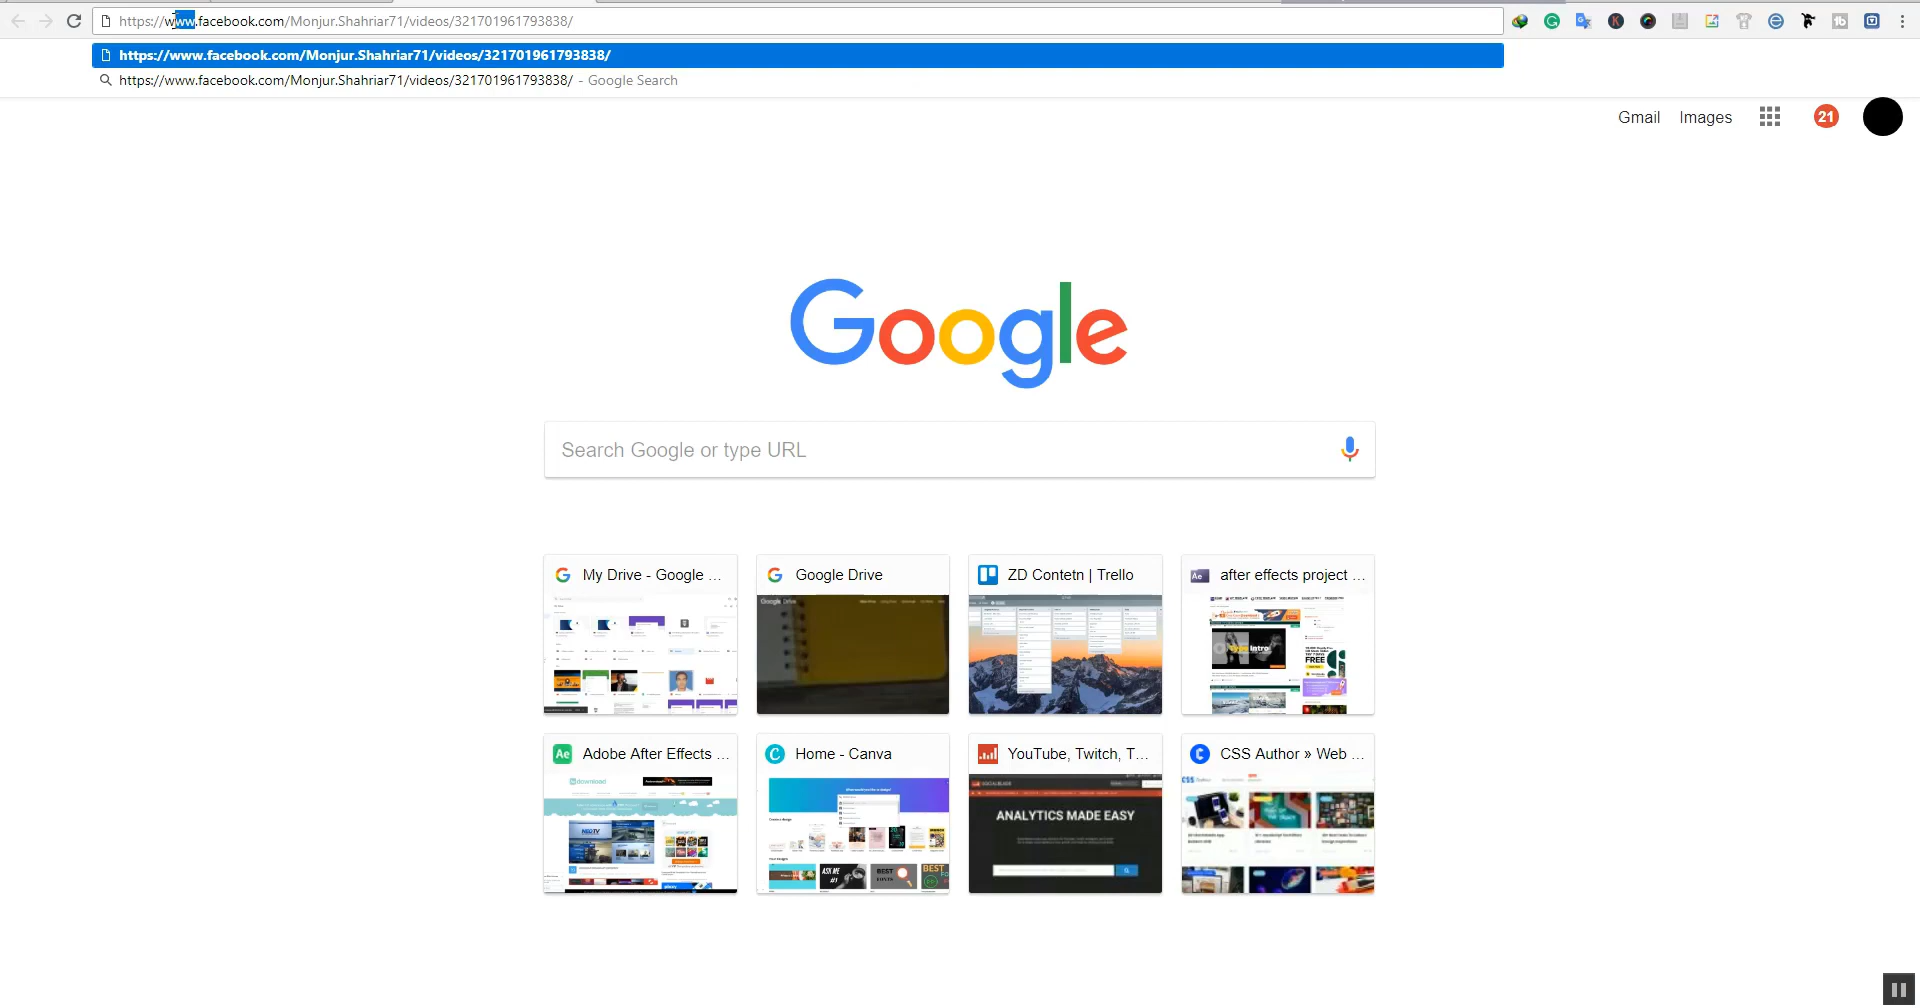 https://www.facebook.com/Monjur.Shahriar71/videos/321701961793838/
https://www.facebook.com/Monjur.Shahriar71/videos/321701961793838/
https://www.facebook.com/Monjur.Shahriar71/videos/321701961793838/ - Google Search
Gmail Images 21
Google
Search Google or type URL
My Drive - Google ... Google Drive ZD Contetn | Trello after effects project ...
Adobe After Effects ... Home - Canva YouTube, Twitch, T... CSS Author » Web ...
ANALYTICS MADE EASY